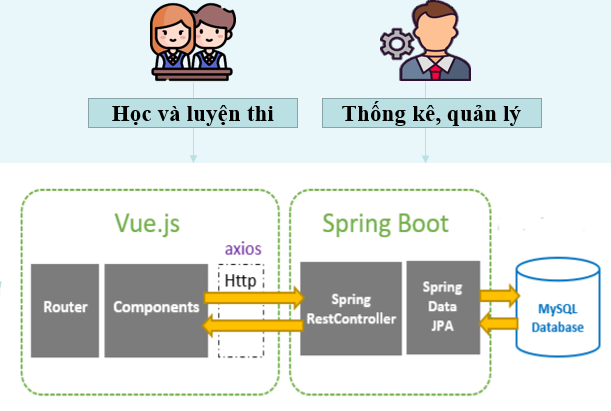 Học và luyện thi
Thống kê, quản lý
Vue.js
Spring Boot
axios
Http
Router
Components
Spring
RestController
Spring
Data
JPA
MySQL
Database